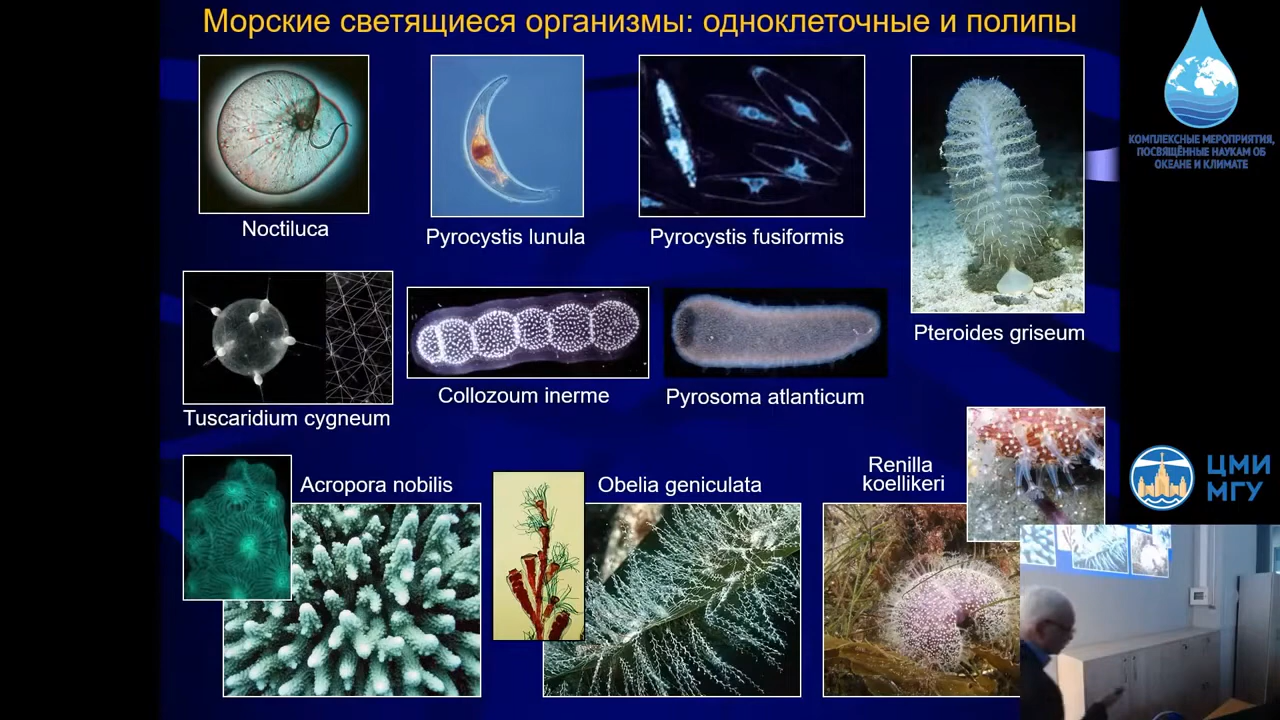 Морские светящиеся организмы: одноклеточные и полипы
КОМПЛЕКСНЫЕ МЕРОПРИЯТИЯ,
ПОСВЯЩЁННЫЕ НАУКАМ ОБ
ОКЕАНЕ И КЛИМАТЕ
Noctiluca
Pyrocystis lunula
Pyrocystis fusiformis
Pteroides griseum
Tuscaridium cygneum
Collozoum inerme
Pyrosoma atlanticum
Acropora nobilis
Obelia geniculata
Renilla
koellikeri
ЦМИ
МГУ